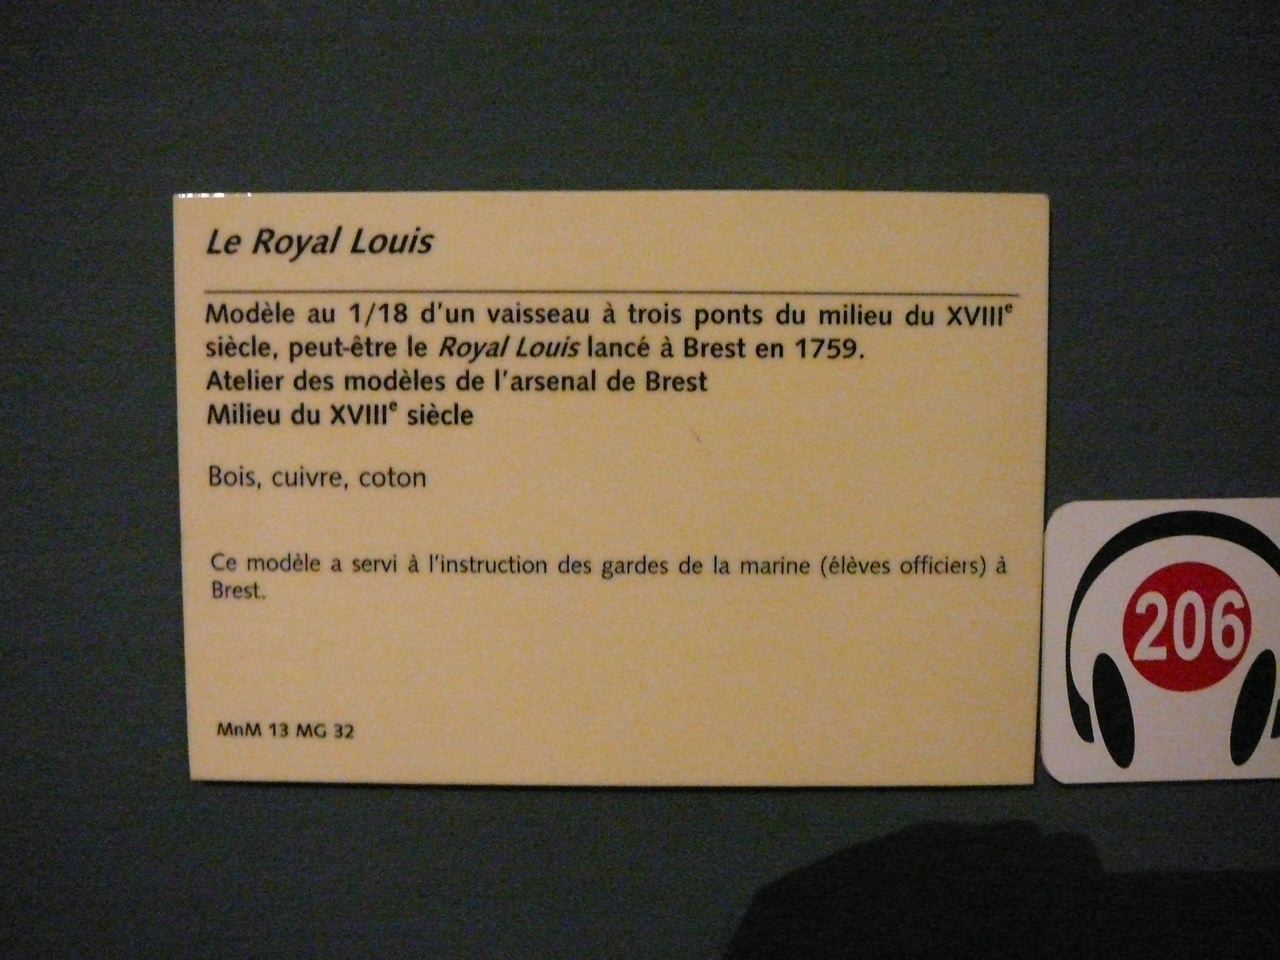 Le Royal Louis
Modèle au 1/18 d'un vaisseau à trois ponts du milieu du XVIIIe
siècle, peut-être le Royal Louis lancé à Brest en 1759.
Atelier des modèles de l'arsenal de Brest
Milieu du XVIIIe siècle
Bois, cuivre, coton
Ce modèle a servi à l'instruction des gardes de la marine (élèves officiers) à
Brest.
MnM 13 MG 32
206